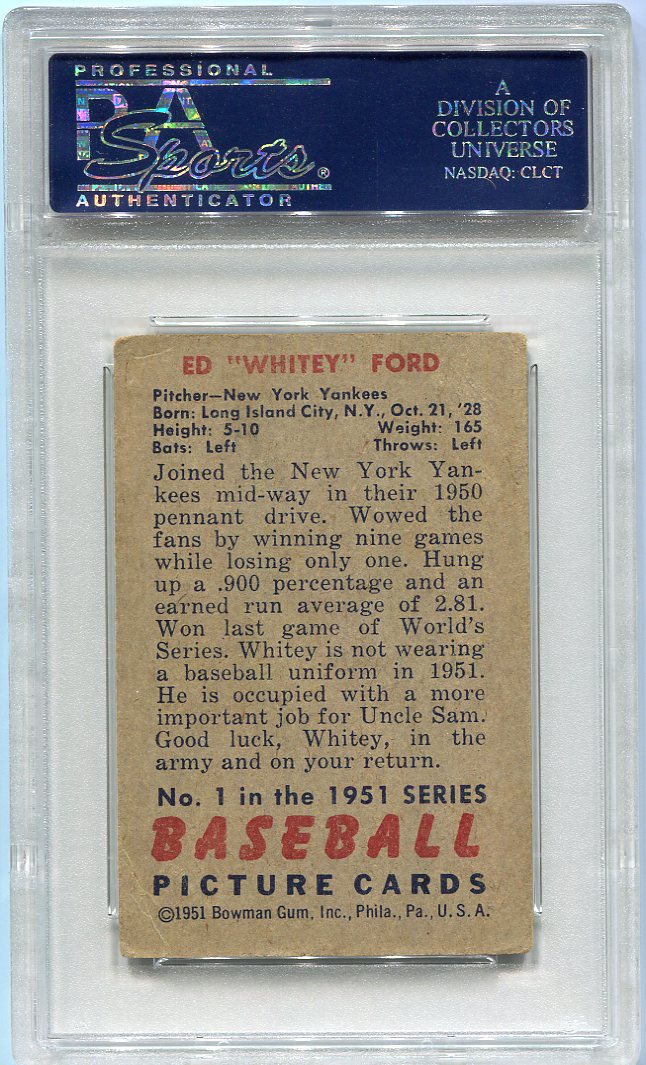 PROFESSIONAL
PSA
Sports®
AUTHENTICATOR
A
DIVISION OF
COLLECTORS
UNIVERSE
NASDAQ: CLCT
ED "WHITEY" FORD
Pitcher—New York Yankees
Born: Long Island City, N.Y., Oct. 21, '28
Height: 5-10 Weight: 165
Bats: Left Throws: Left
Joined the New York Yan-
kees mid-way in their 1950
pennant drive. Wowed the
fans by winning nine games
while losing only one. Hung
up a .900 percentage and an
earned run average of 2.81.
Won last game of World's
Series. Whitey is not wearing
a baseball uniform in 1951.
He is occupied with a more
important job for Uncle Sam.
Good luck, Whitey, in the
army and on your return.
No. 1 in the 1951 SERIES
BASEBALL
PICTURE CARDS
©1951 Bowman Gum, Inc., Phila., Pa., U.S.A.